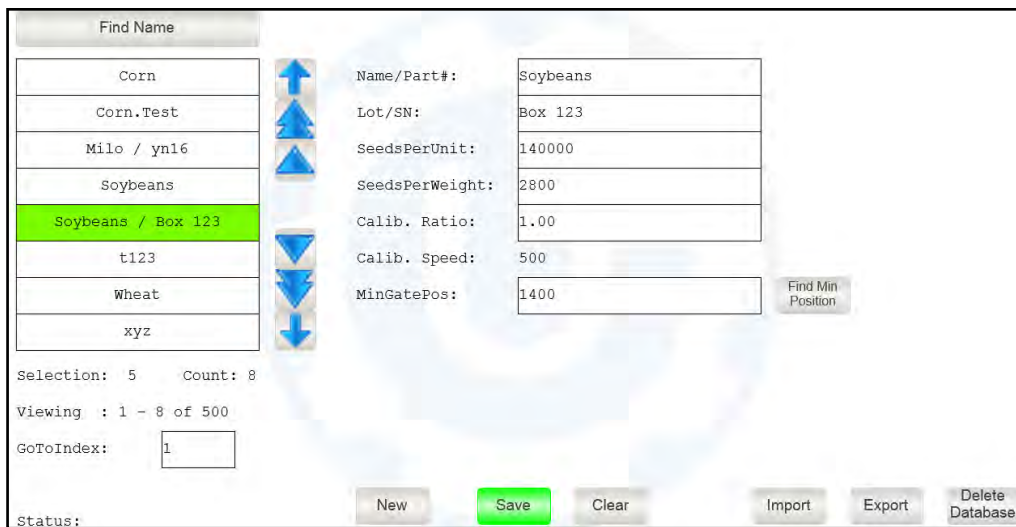 Find Name
Corn
Corn.Test
Milo / yn16
Soybeans
Soybeans / Box 123
t123
Wheat
xyz
Selection: 5 Count: 8
Viewing : 1 - 8 of 500
GoToIndex: 1
Status:
Name/Part#: Soybeans
Lot/SN: Box 123
SeedsPerUnit: 140000
SeedsPerWeight: 2800
Calib. Ratio: 1.00
Calib. Speed: 500
MinGatePos: 1400
Find Min
Position
New Save Clear Import Export Delete
Database